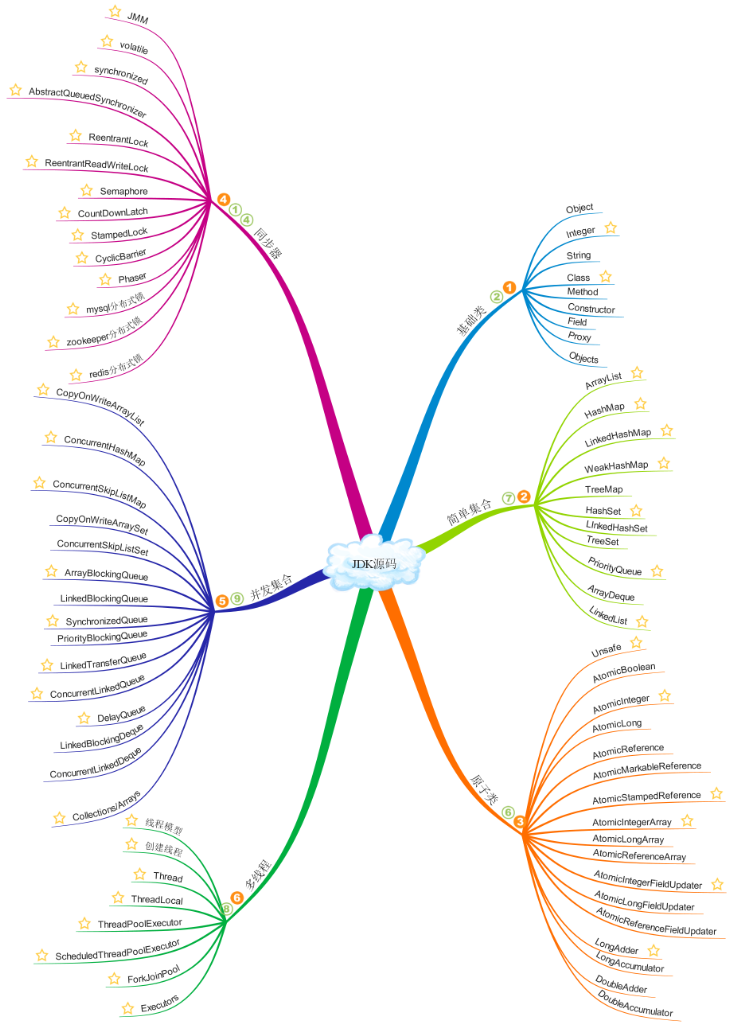 JDK源码
1
2
基础类
Object
Integer
String
Class
Method
Constructor
Field
Proxy
Objects
2
7
简单集合
ArrayList
HashMap
LinkedHashMap
WeakHashMap
TreeMap
HashSet
LInkedHashSet
TreeSet
PriorityQueue
ArrayDeque
LinkedList
3
6
原子类
Unsafe
AtomicBoolean
AtomicInteger
AtomicLong
AtomicReference
AtomicMarkableReference
AtomicStampedReference
AtomicIntegerArray
AtomicLongArray
AtomicReferenceArray
AtomicIntegerFieldUpdater
AtomicLongFieldUpdater
AtomicReferenceFieldUpdater
LongAdder
LongAccumulator
DoubleAdder
DoubleAccumulator
4
1
4
同步器
JMM
volatile
synchronized
AbstractQueuedSynchronizer
ReentrantLock
ReentrantReadWriteLock
Semaphore
CountDownLatch
StampedLock
CyclicBarrier
Phaser
mysql分布式锁
zookeeper分布式锁
redis分布式锁
5
9
并发集合
CopyOnWriteArrayList
ConcurrentHashMap
ConcurrentSkipListMap
CopyOnWriteArraySet
ConcurrentSkipListSet
ArrayBlockingQueue
LinkedBlockingQueue
SynchronizedQueue
PriorityBlockingQueue
LinkedTransferQueue
ConcurrentLinkedQueue
DelayQueue
LinkedBlockingDeque
ConcurrentLinkedDeque
Collections/Arrays
6
8
多线程
线程模型
创建线程
Thread
ThreadLocal
ThreadPoolExecutor
ScheduledThreadPoolExecutor
ForkJoinPool
Executors